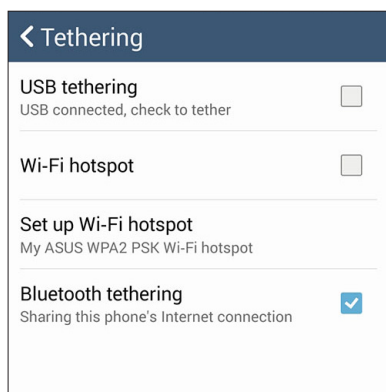 Tethering
USB tethering
USB connected, check to tether
Wi-Fi hotspot
Set up Wi-Fi hotspot
My ASUS WPA2 PSK Wi-Fi hotspot
Bluetooth tethering
Sharing this phone's Internet connection